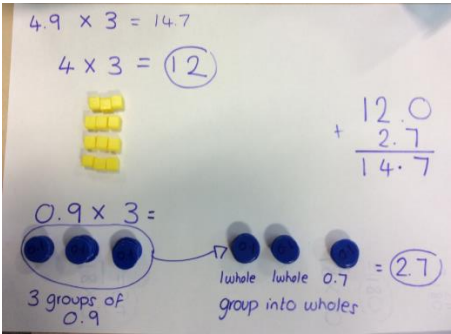 4.9 × 3 = 14.7
4 × 3 = 12
12.0
+ 2.7
14.7
0.9 × 3 =
3 groups of
0.9
1whole 1whole 0.7
= 2.7
group into wholes